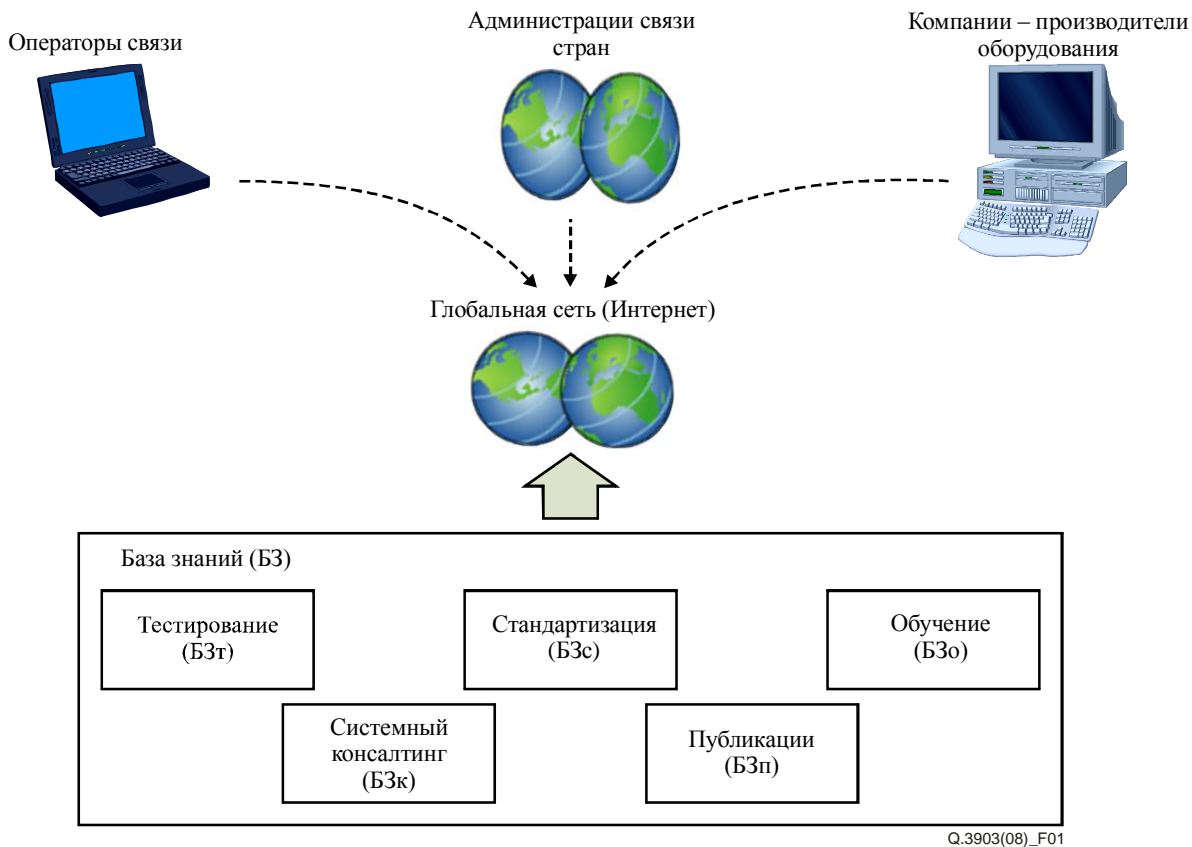 Операторы связи
Администрации связи
стран
Компании – производители
оборудования
Глобальная сеть (Интернет)
База знаний (БЗ)
Тестирование
(БЗт)
Стандартизация
(БЗс)
Обучение
(БЗо)
Системный
консалтинг
(БЗк)
Публикации
(БЗп)
Q.3903(08)_F01